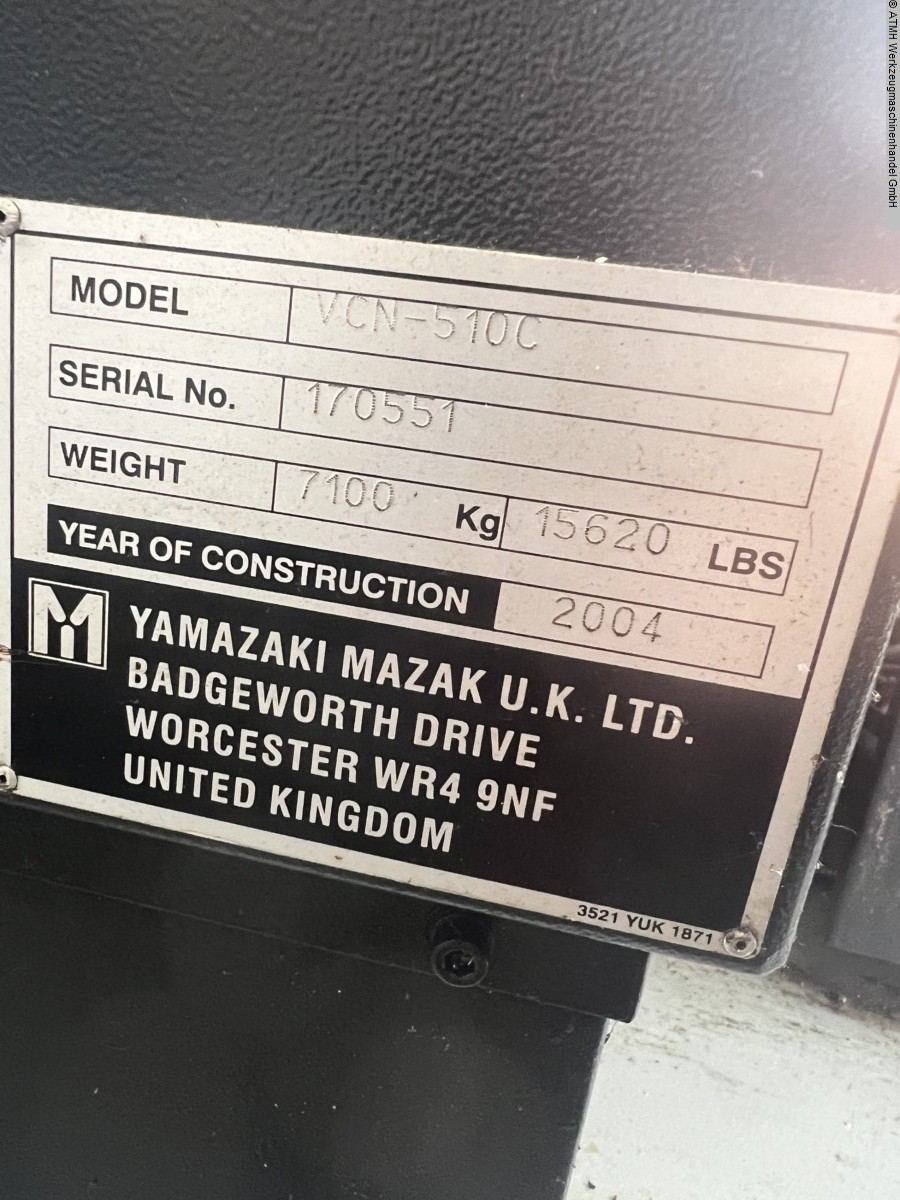 © ATMH Werkzeugmaschinenhandel GmbH
MODEL VCN-510C
SERIAL No. 170551
WEIGHT 7100 Kg 15620 LBS
YEAR OF CONSTRUCTION 2004
YAMAZAKI MAZAK U.K. LTD.
BADGEWORTH DRIVE
WORCESTER WR4 9NF
UNITED KINGDOM
3521 YUK 1871